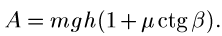 A = mgh(1 + μ ctg β).